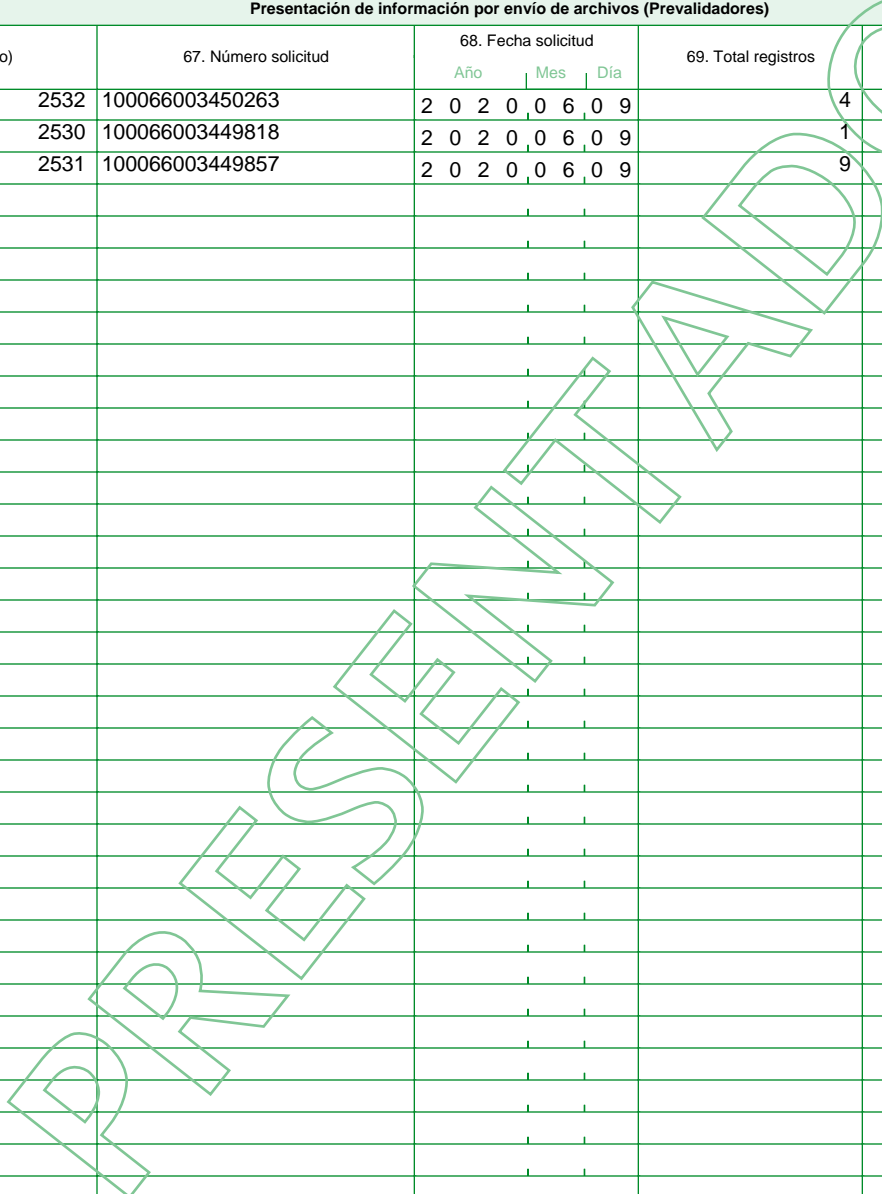 Presentación de información por envío de archivos (Prevalidadores)
o) 67. Número solicitud 68. Fecha solicitud 69. Total registros
Año Mes Día
2532 100066003450263 2 0 2 0 0 6 0 9 4
2530 100066003449818 2 0 2 0 0 6 0 9 1
2531 100066003449857 2 0 2 0 0 6 0 9 9
PRESENTADO